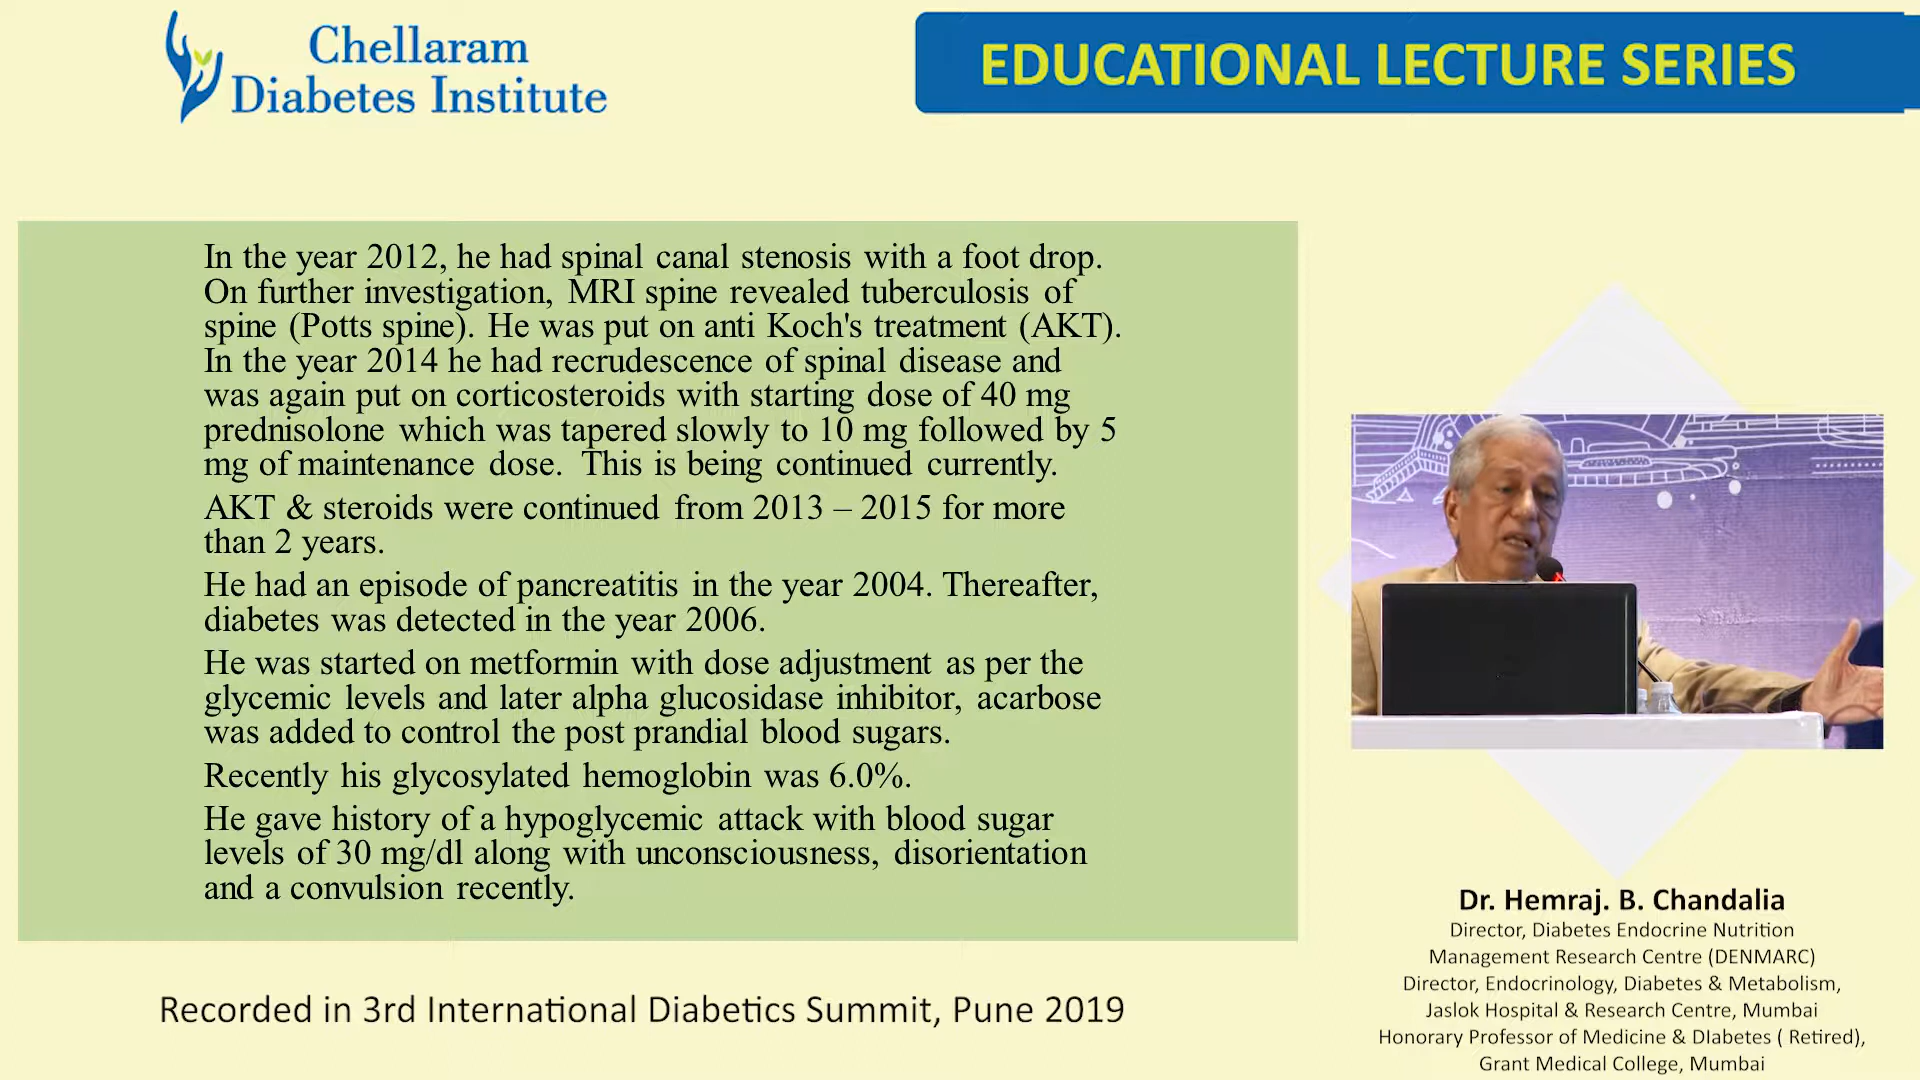 Chellaram
Diabetes Institute
EDUCATIONAL LECTURE SERIES
In the year 2012, he had spinal canal stenosis with a foot drop.
On further investigation, MRI spine revealed tuberculosis of
spine (Potts spine). He was put on anti Koch's treatment (AKT).
In the year 2014 he had recrudescence of spinal disease and
was again put on corticosteroids with starting dose of 40 mg
prednisolone which was tapered slowly to 10 mg followed by 5
mg of maintenance dose. This is being continued currently.
AKT & steroids were continued from 2013 – 2015 for more
than 2 years.
He had an episode of pancreatitis in the year 2004. Thereafter,
diabetes was detected in the year 2006.
He was started on metformin with dose adjustment as per the
glycemic levels and later alpha glucosidase inhibitor, acarbose
was added to control the post prandial blood sugars.
Recently his glycosylated hemoglobin was 6.0%.
He gave history of a hypoglycemic attack with blood sugar
levels of 30 mg/dl along with unconsciousness, disorientation
and a convulsion recently.
Recorded in 3rd International Diabetics Summit, Pune 2019
Dr. Hemraj. B. Chandalia
Director, Diabetes Endocrine Nutrition
Management Research Centre (DENMARC)
Director, Endocrinology, Diabetes & Metabolism,
Jaslok Hospital & Research Centre, Mumbai
Honorary Professor of Medicine & DIabetes ( Retired),
Grant Medical College, Mumbai